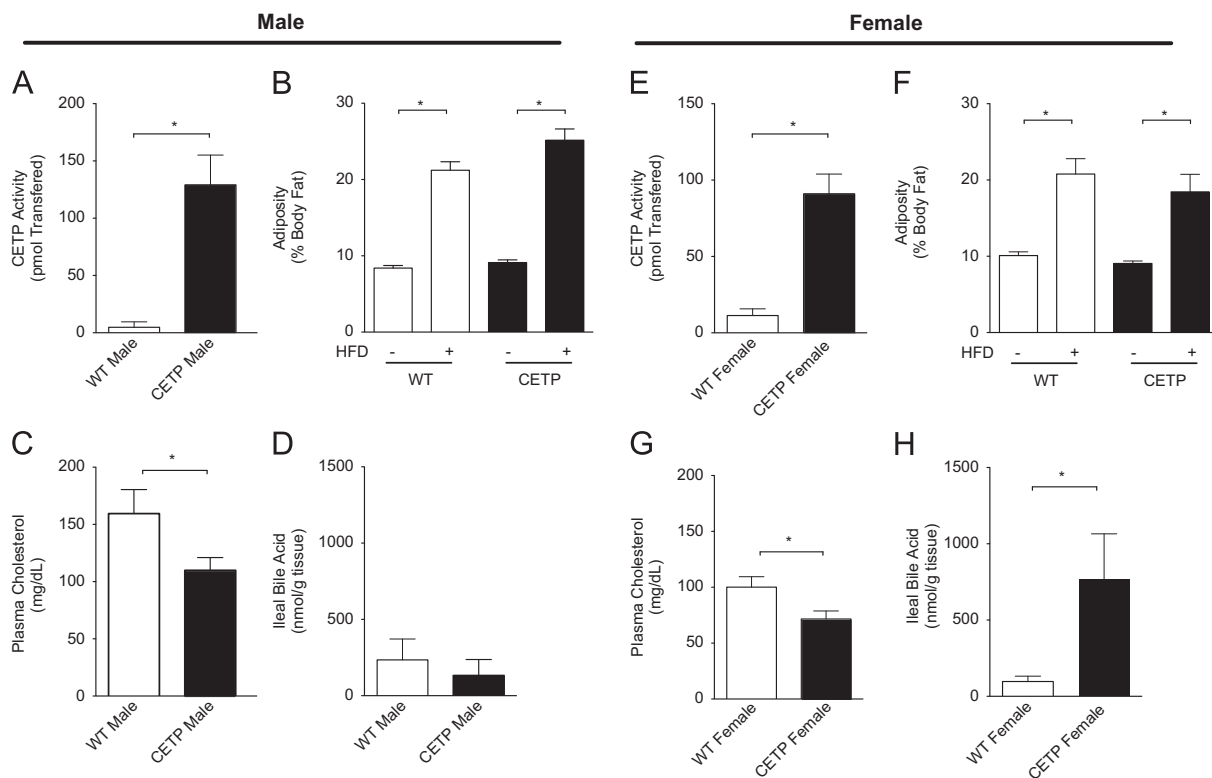 Male
Female
A
CETP Activity
(pmol Transfered)
200
150
100
50
0
*
WT Male
CETP Male
B
Adiposity
(% Body Fat)
30
20
10
0
*
*
HFD
-
+
-
+
WT
CETP
E
CETP Activity
(pmol Transfered)
150
100
50
0
*
WT Female
CETP Female
F
Adiposity
(% Body Fat)
30
20
10
0
*
*
HFD
-
+
-
+
WT
CETP
C
Plasma Cholesterol
(mg/dL)
200
150
100
50
0
*
WT Male
CETP Male
D
Ileal Bile Acid
(nmol/g tissue)
1500
1000
500
0
WT Male
CETP Male
G
Plasma Cholesterol
(mg/dL)
200
150
100
50
0
*
WT Female
CETP Female
H
Ileal Bile Acid
(nmol/g tissue)
1500
1000
500
0
*
WT Female
CETP Female